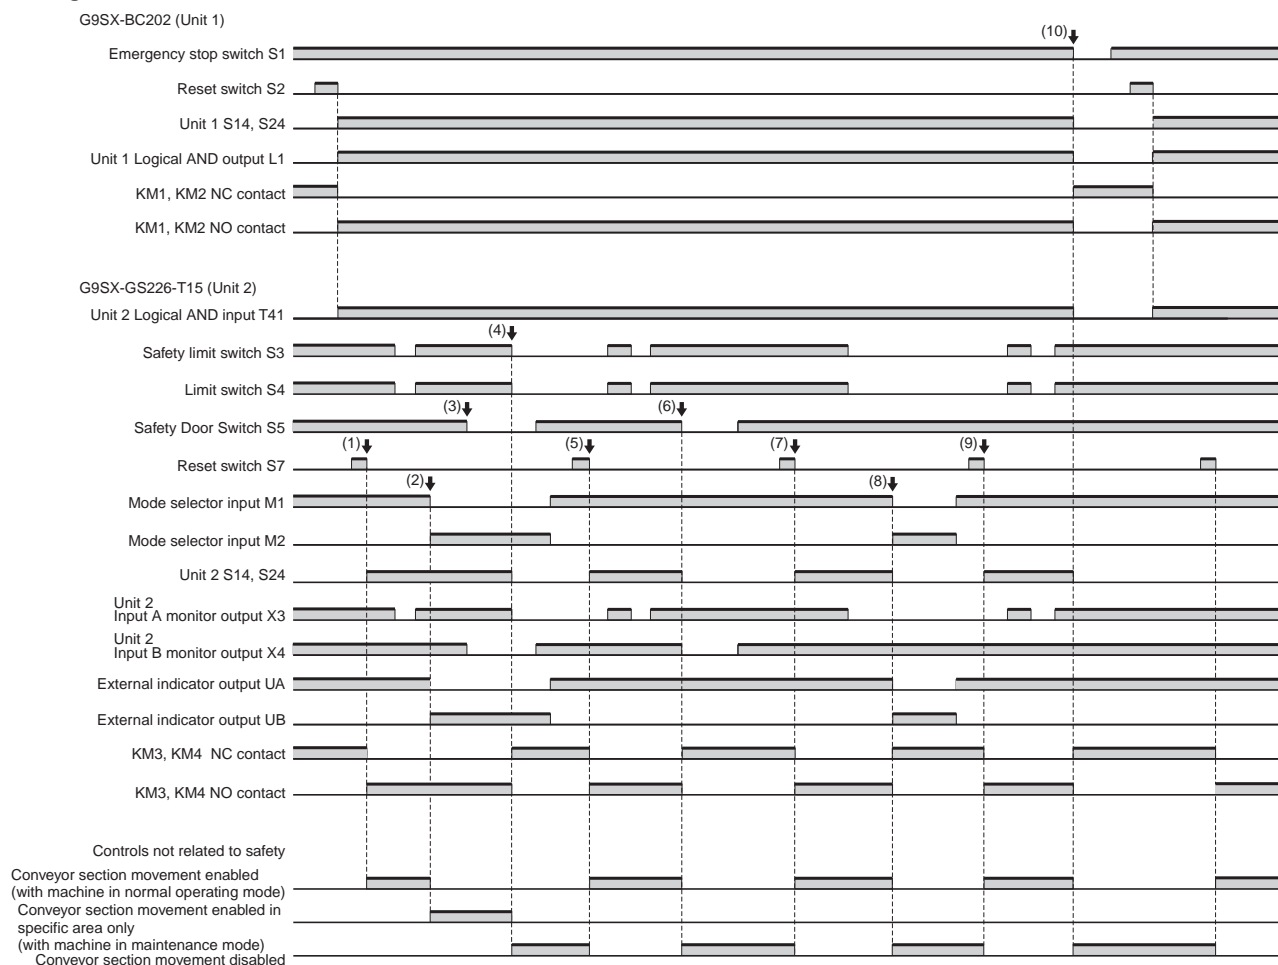 G9SX-BC202 (Unit 1)
(10)
Emergency stop switch S1
Reset switch S2
Unit 1 S14, S24
Unit 1 Logical AND output L1
KM1, KM2 NC contact
KM1, KM2 NO contact
G9SX-GS226-T15 (Unit 2)
Unit 2 Logical AND input T41
(4)
Safety limit switch S3
Limit switch S4
(3)
(6)
Safety Door Switch S5
(1)
(5)
(7)
(9)
Reset switch S7
(2)
(8)
Mode selector input M1
Mode selector input M2
Unit 2 S14, S24
Unit 2
Input A monitor output X3
Unit 2
Input B monitor output X4
External indicator output UA
External indicator output UB
KM3, KM4 NC contact
KM3, KM4 NO contact
Controls not related to safety
Conveyor section movement enabled
(with machine in normal operating mode)
Conveyor section movement enabled in
specific area only
(with machine in maintenance mode)
Conveyor section movement disabled